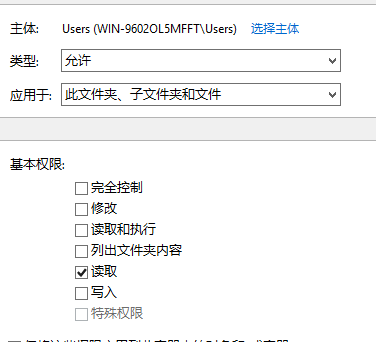 主体: Users (WIN-9602OL5MFFT\Users) 选择主体
类型: 允许
应用于: 此文件夹、子文件夹和文件
基本权限:
完全控制
修改
读取和执行
列出文件夹内容
读取
写入
特殊权限